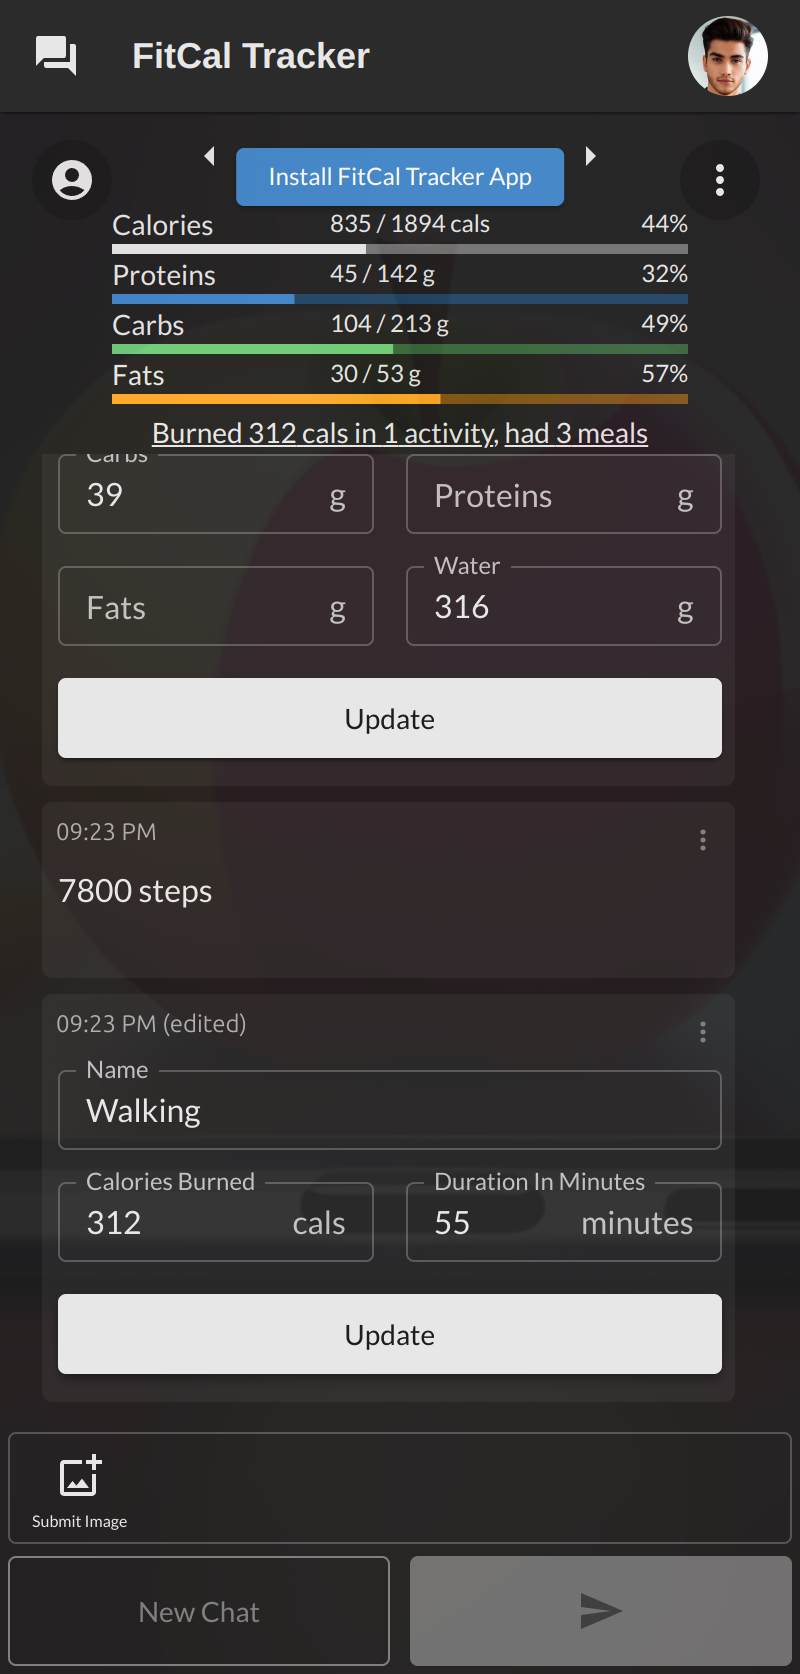 FitCal Tracker
Install FitCal Tracker App
Calories 835 / 1894 cals 44%
Proteins 45 / 142 g 32%
Carbs 104 / 213 g 49%
Fats 30 / 53 g 57%
Burned 312 cals in 1 activity, had 3 meals
Carbs
39 g Proteins g
Water
Fats g 316 g
Update
09:23 PM
7800 steps
09:23 PM (edited)
Name
Walking
Calories Burned Duration In Minutes
312 cals 55 minutes
Update
Submit Image
New Chat